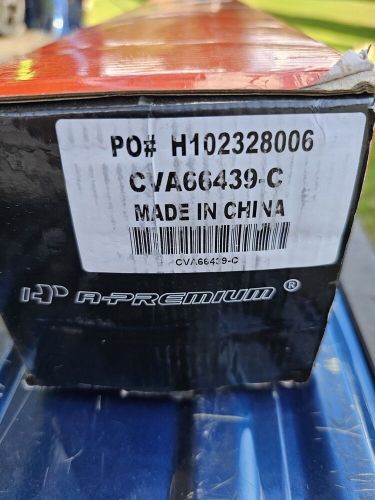 PO# H102328006
CVA66439-C
MADE IN CHINA
CVA66439-C
A-PREMIUM®